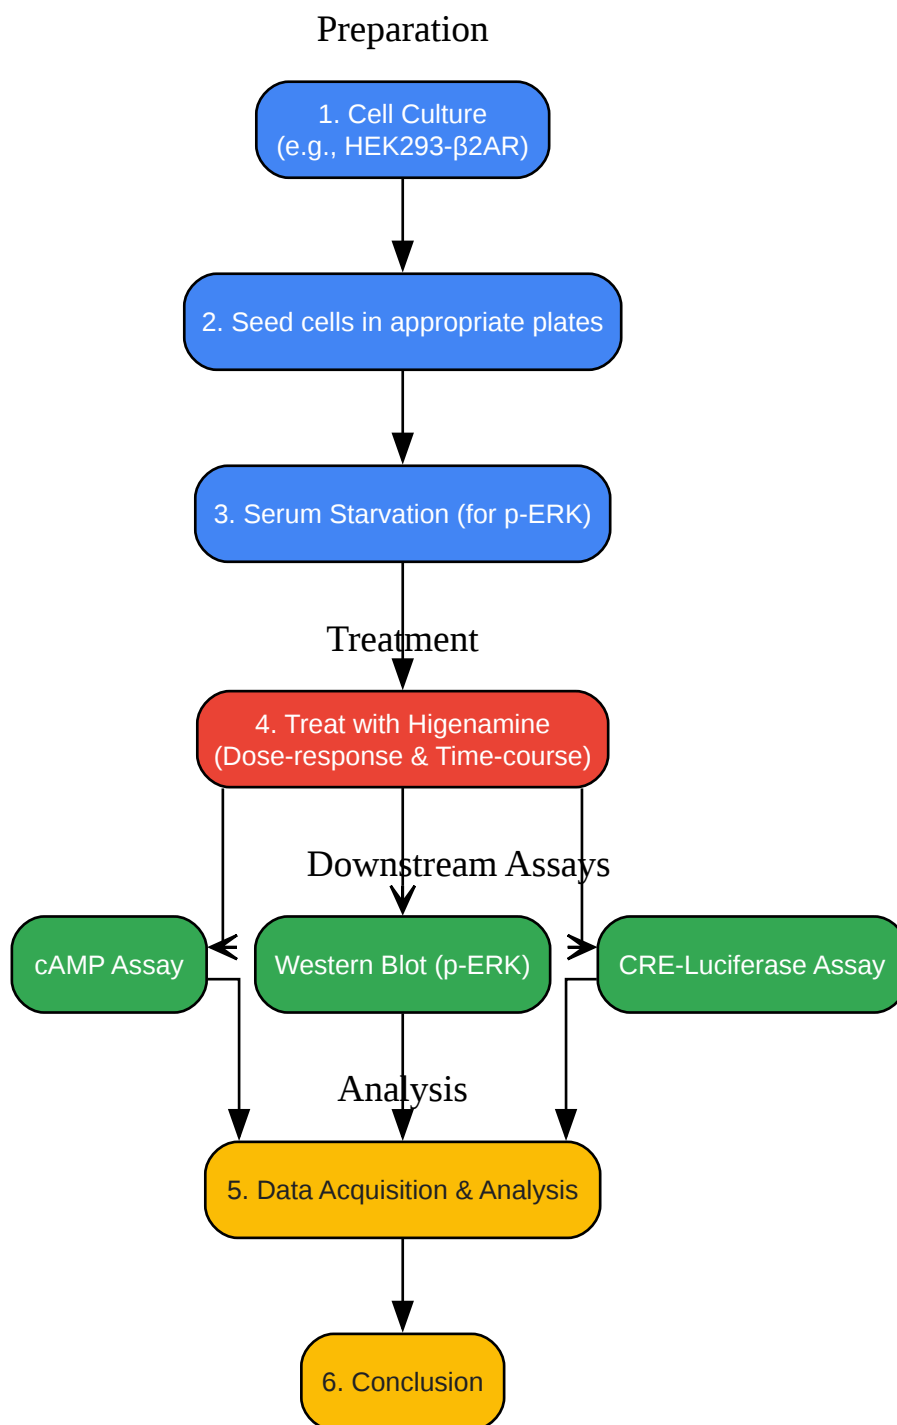 Preparation
1. Cell Culture
(e.g., HEK293-β2AR)
2. Seed cells in appropriate plates
3. Serum Starvation (for p-ERK)
Treatment
4. Treat with Higenamine
(Dose-response & Time-course)
Downstream Assays
cAMP Assay
Western Blot (p-ERK)
CRE-Luciferase Assay
Analysis
5. Data Acquisition & Analysis
6. Conclusion